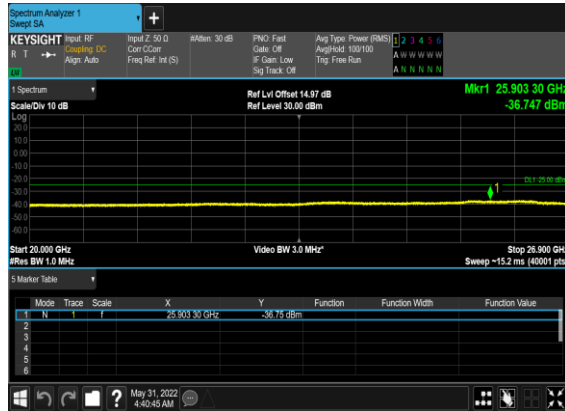 Spectrum Analyzer 1
Swept SA
+
KEYSIGHT Input: RF Input Z: 50 Ω #Atten: 30 dB PNO: Fast Avg Type: Power (RMS) 1 2 3 4 5 6
R T Coupling: DC Corr CCorr Gate: Off Avg|Hold: 100/100 A W W W W W
Align: Auto Freq Ref: Int (S) IF Gain: Low Trig: Free Run
LW Sig Track: Off A N N N N N
1 Spectrum Ref Lvl Offset 14.97 dB Mkr1 25.903 30 GHz
Scale/Div 10 dB Ref Level 30.00 dBm -36.747 dBm
Log
20.0
10.0
0.00
-10.0
-20.0
DL1 -25.00 dBm
1
-30.0
-40.0
-50.0
-60.0
Start 20.000 GHz Video BW 3.0 MHz* Stop 26.900 GHz
#Res BW 1.0 MHz Sweep ~15.2 ms (40001 pts)
5 Marker Table
Mode Trace Scale X Y Function Function Width Function Value
1 N 1 f 25.903 30 GHz -36.75 dBm
2
3
4
5
6
? May 31, 2022
4:40:45 AM